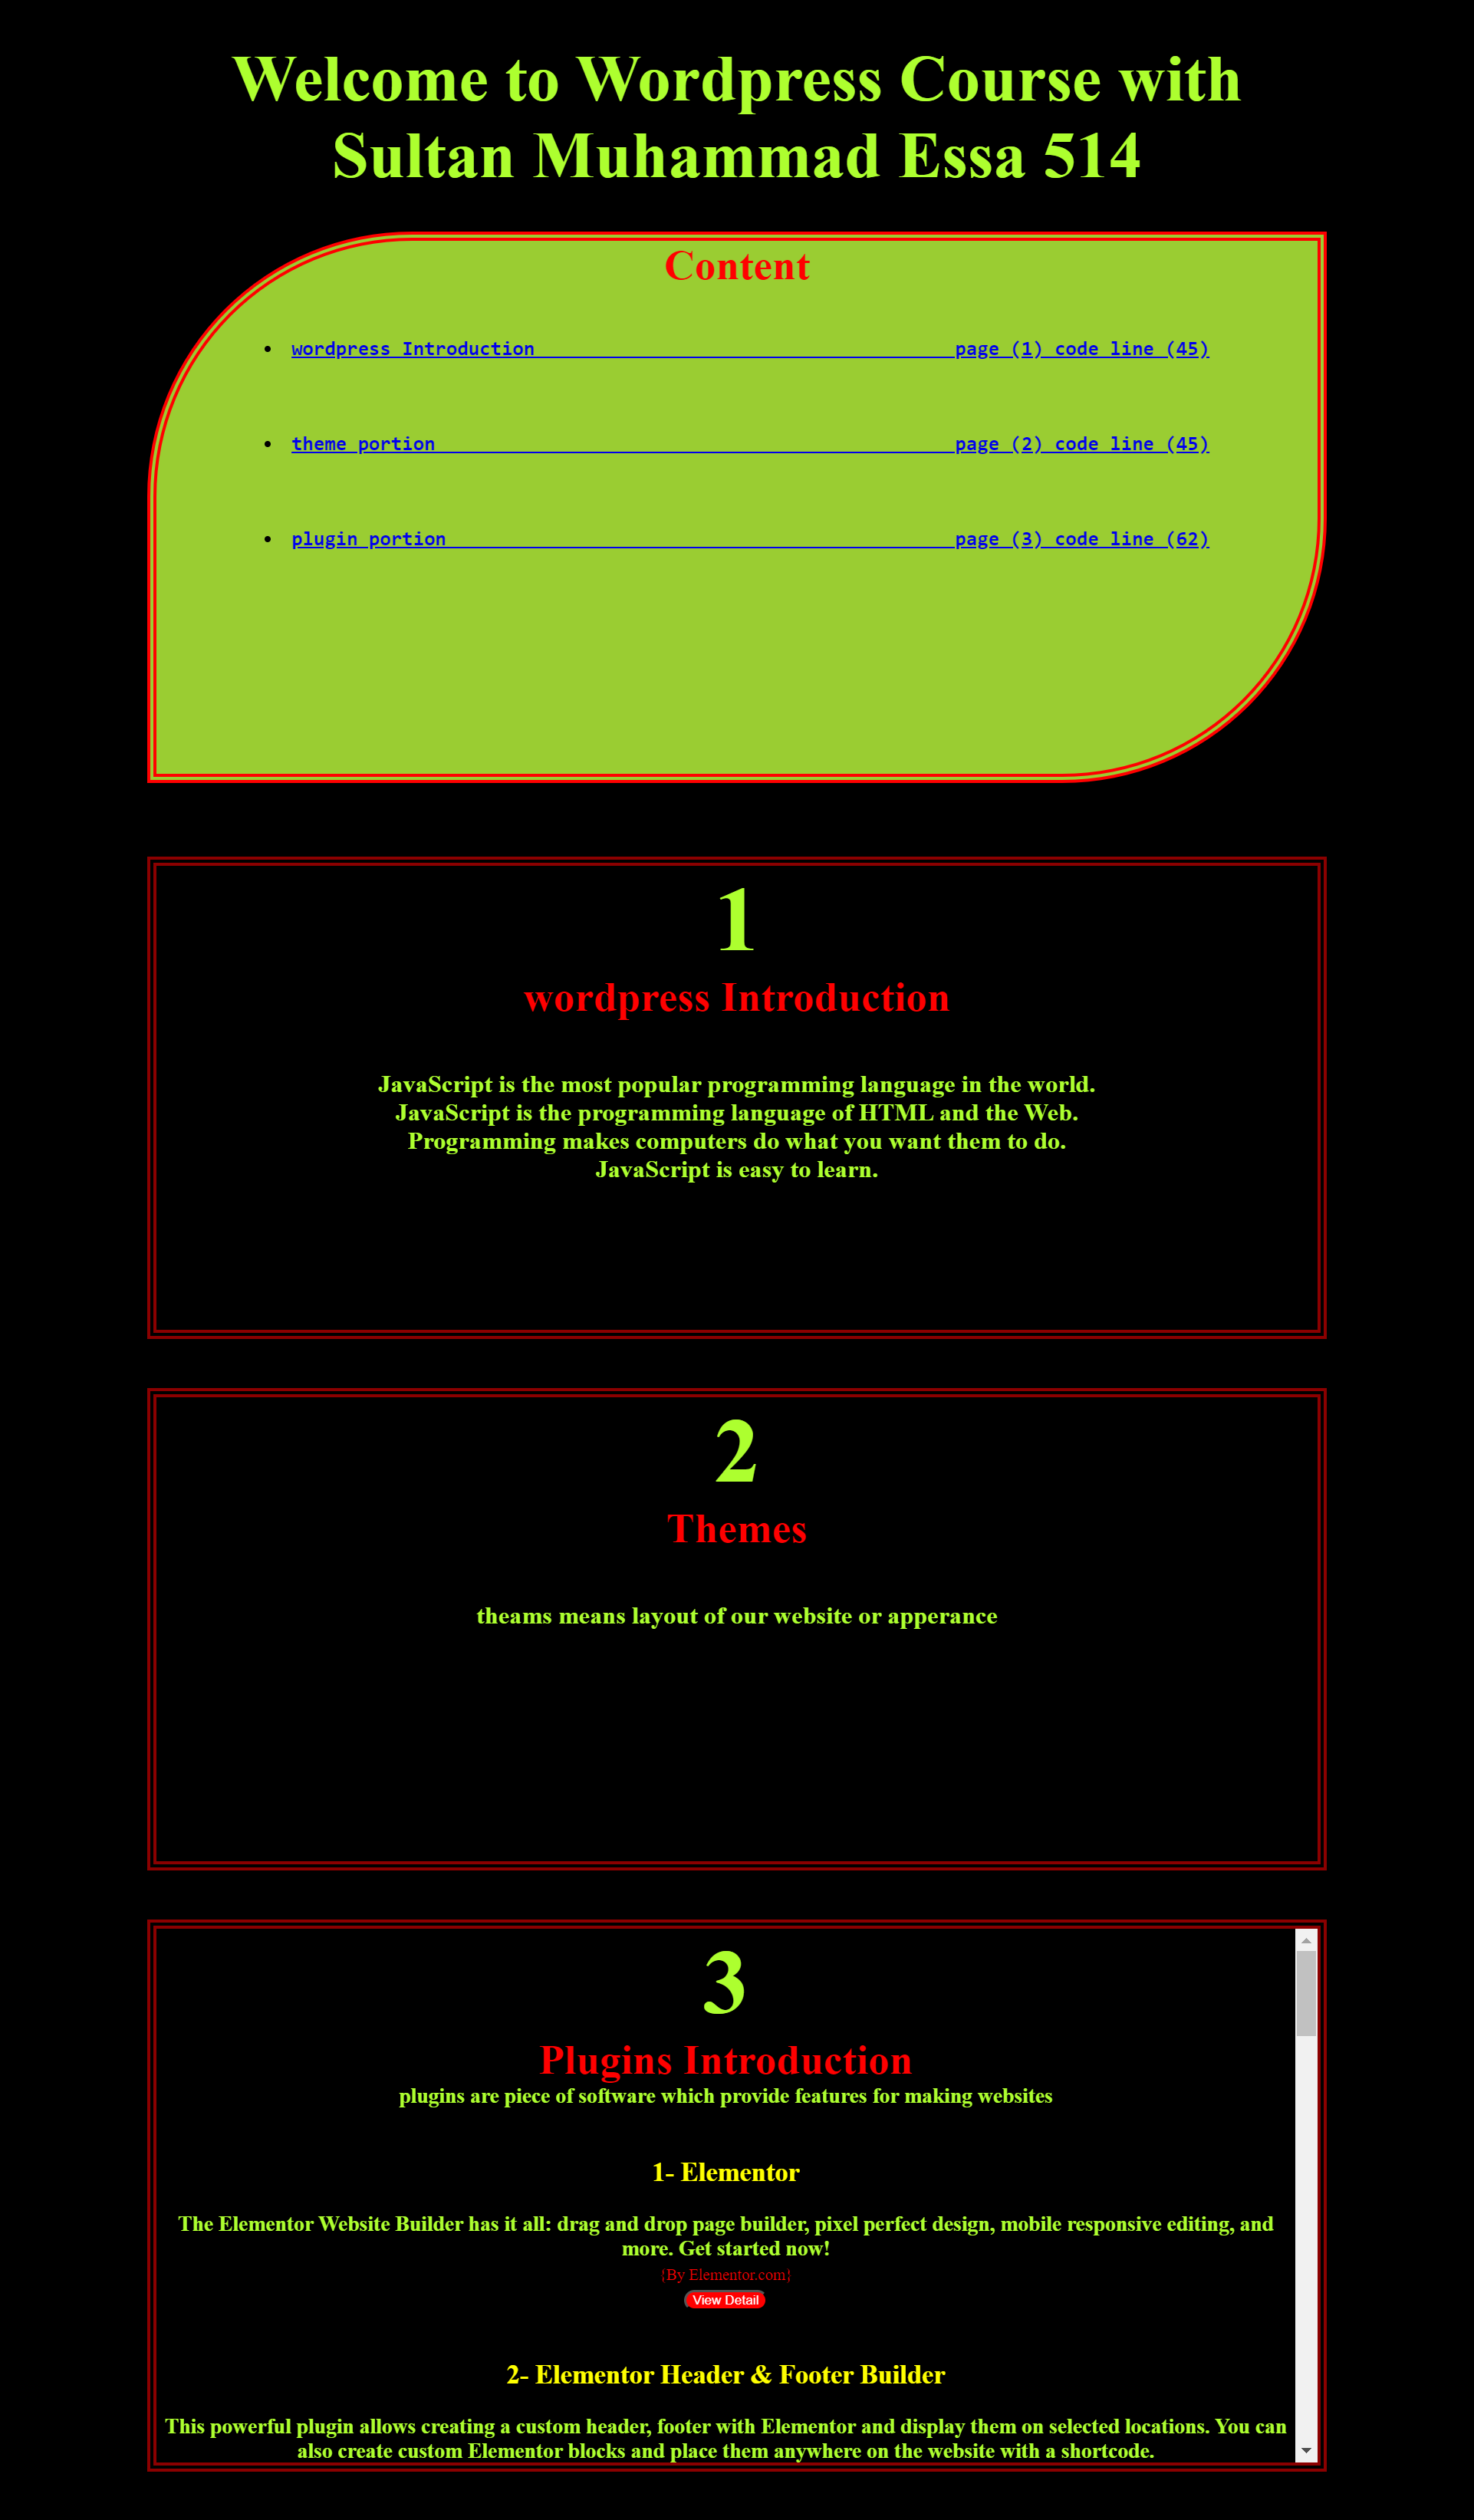 Welcome to Wordpress Course with
Sultan Muhammad Essa 514
Content
wordpress Introduction page (1) code line (45)
theme portion page (2) code line (45)
plugin portion page (3) code line (62)
1
wordpress Introduction
JavaScript is the most popular programming language in the world.
JavaScript is the programming language of HTML and the Web.
Programming makes computers do what you want them to do.
JavaScript is easy to learn.
2
Themes
theams means layout of our website or apperance
3
Plugins Introduction
plugins are piece of software which provide features for making websites
1- Elementor
The Elementor Website Builder has it all: drag and drop page builder, pixel perfect design, mobile responsive editing, and
more. Get started now!
{By Elementor.com}
View Detail
2- Elementor Header & Footer Builder
This powerful plugin allows creating a custom header, footer with Elementor and display them on selected locations. You can
also create custom Elementor blocks and place them anywhere on the website with a shortcode.